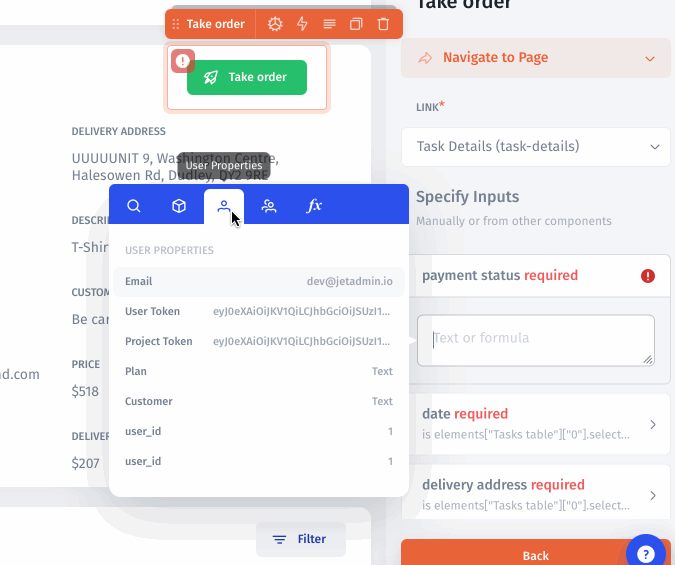 Take order
Take order
Take order
Navigate to Page
LINK*
Task Details (task-details)
Specify Inputs
Manually or from other components
payment status required
Text or formula
date required
is elements["Tasks table"]["0"].select...
delivery address required
is elements["Tasks table"]["0"].select...
Back
DELIVERY ADDRESS
UUUUUNIT 9, Washington Centre,
Halesowen Rd, Dudley, DY2 9RE
User Properties
fx
USER PROPERTIES
Email dev@jetadmin.io
User Token eyJ0eXAiOiJKV1QiLCJhbGciOiJSUzI1...
Project Token eyJ0eXAiOiJKV1QiLCJhbGciOiJSUzI1...
Plan Text
Customer Text
user_id 1
user_id 1
DESCRI
T-Shir
CUSTOM
Be car
PRICE
nd.com
$518
DELIVER
$207
Filter